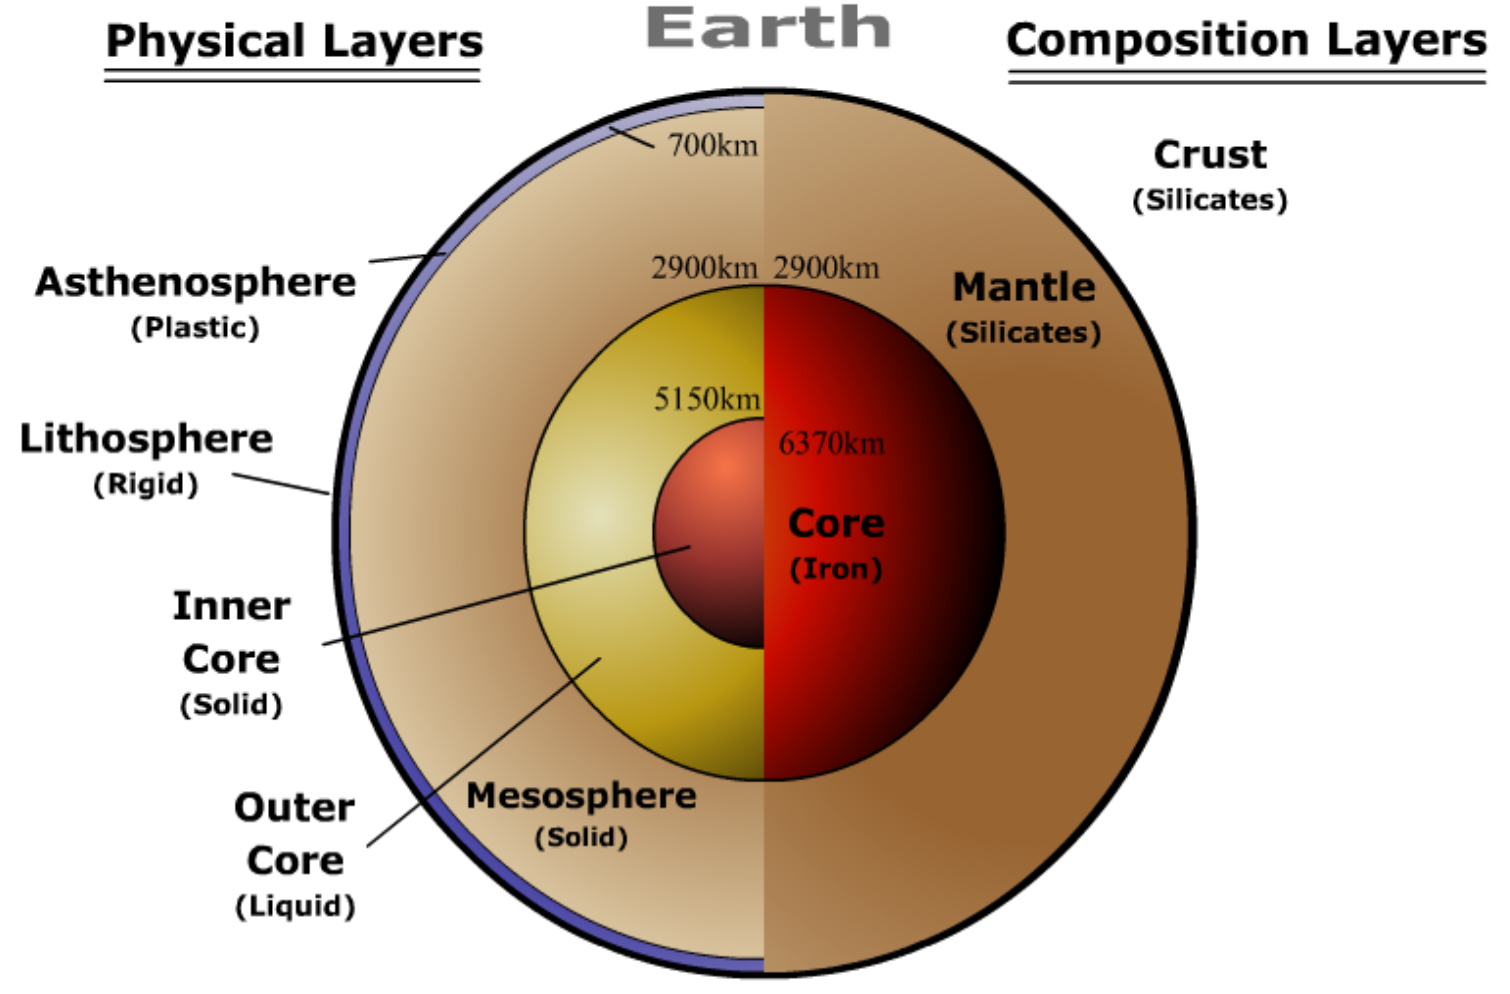 Earth
Physical Layers
Composition Layers
700km
Crust
(Silicates)
Asthenosphere
(Plastic)
2900km 2900km
Mantle
(Silicates)
5150km
Lithosphere
(Rigid)
6370km
Core
(Iron)
Inner
Core
(Solid)
Outer
Core
(Liquid)
Mesosphere
(Solid)